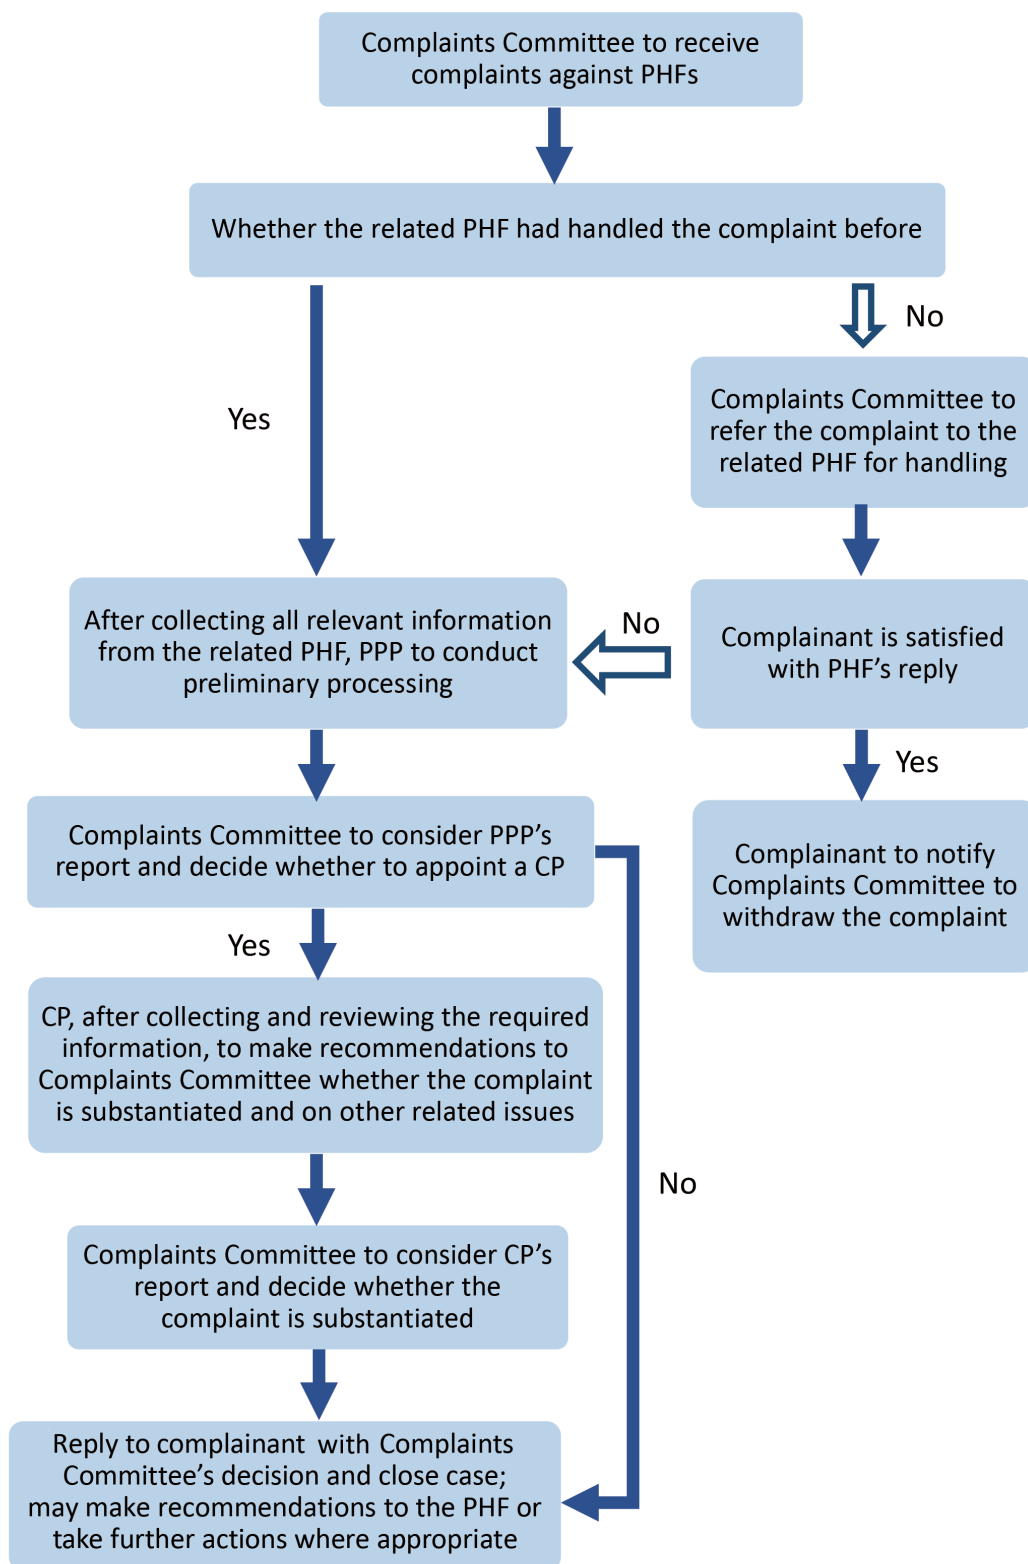 Complaints Committee to receive
complaints against PHFs
Whether the related PHF had handled the complaint before
No
Yes
Complaints Committee to
refer the complaint to the
related PHF for handling
After collecting all relevant information
from the related PHF, PPP to conduct
preliminary processing
No
Complainant is satisfied
with PHF’s reply
Yes
Complaints Committee to consider PPP’s
report and decide whether to appoint a CP
Complainant to notify
Complaints Committee to
withdraw the complaint
Yes
CP, after collecting and reviewing the required
information, to make recommendations to
Complaints Committee whether the complaint
is substantiated and on other related issues
No
Complaints Committee to consider CP’s
report and decide whether the
complaint is substantiated
Reply to complainant with Complaints
Committee’s decision and close case;
may make recommendations to the PHF or
take further actions where appropriate